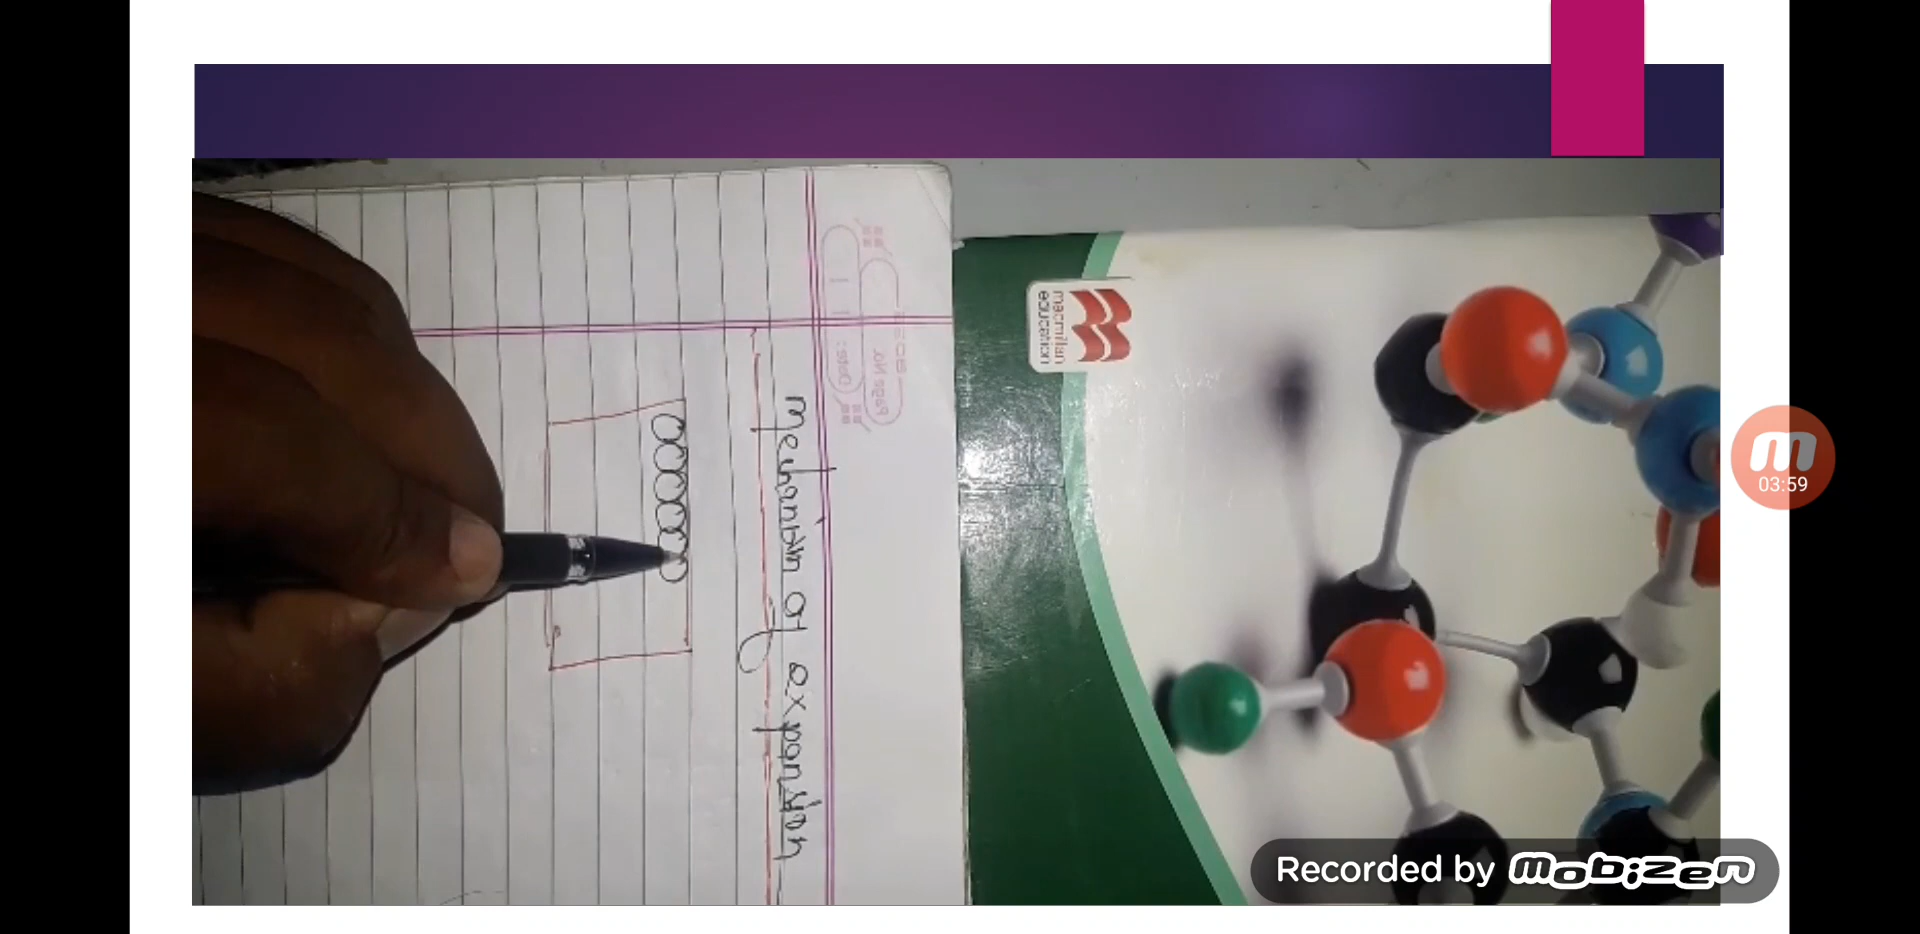 Page No.
Date:
Mechanism of expansion
macmillan
education
03:59
Recorded by mobizen